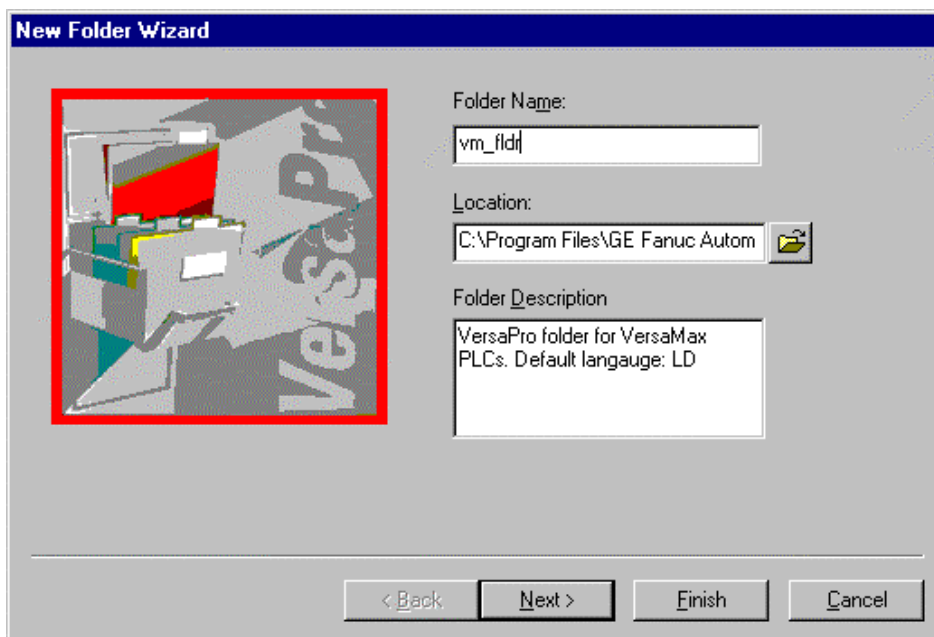 New Folder Wizard
Folder Name:
vm_fldr
Location:
C:\Program Files\GE Fanuc Autom
Folder Description
VersaPro folder for VersaMax
PLCs. Default langauge: LD
VersaPro
< Back
Next >
Finish
Cancel